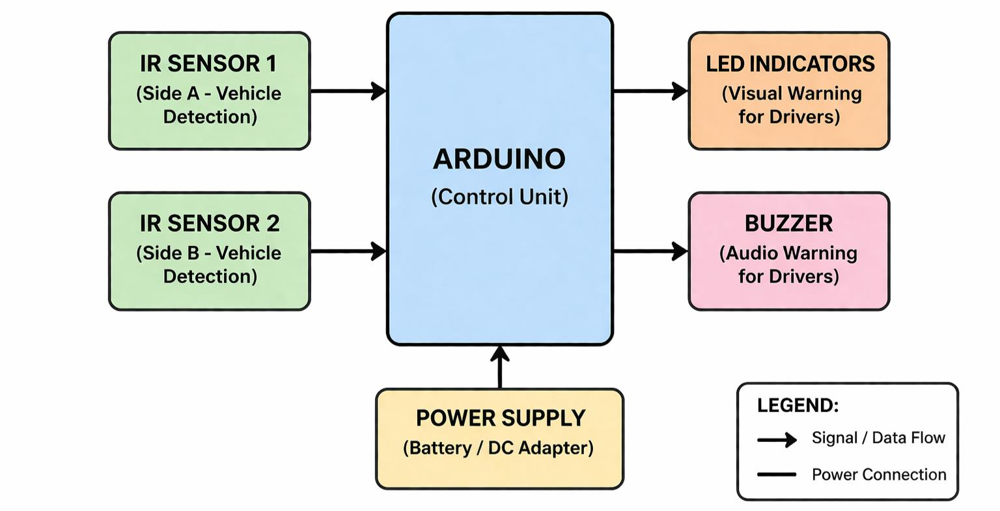 IR SENSOR 1
(Side A - Vehicle
Detection)
IR SENSOR 2
(Side B - Vehicle
Detection)
ARDUINO
(Control Unit)
LED INDICATORS
(Visual Warning
for Drivers)
BUZZER
(Audio Warning
for Drivers)
POWER SUPPLY
(Battery / DC Adapter)
LEGEND:
Signal / Data Flow
Power Connection